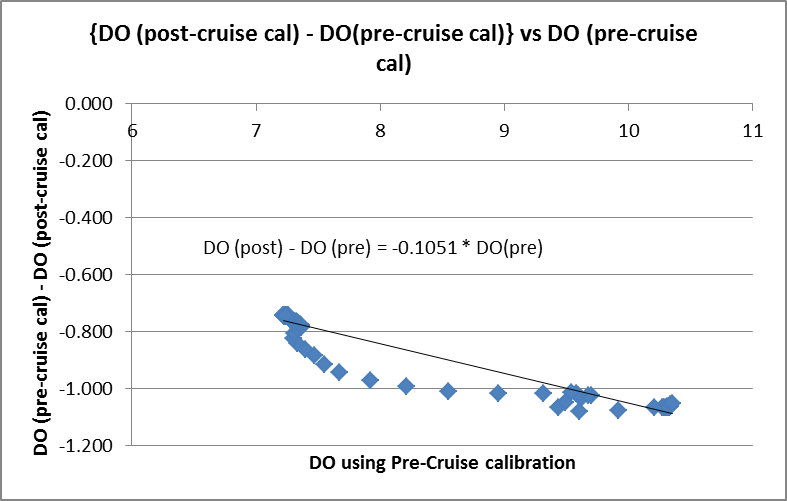 {DO (post-cruise cal) - DO(pre-cruise cal)} vs DO (pre-cruise
cal)
DO (pre-cruise cal) - DO (post-cruise cal)
0.000
6 7 8 9 10 11
-0.200
-0.400
DO (post) - DO (pre) = -0.1051 * DO(pre)
-0.600
-0.800
-1.000
-1.200
DO using Pre-Cruise calibration